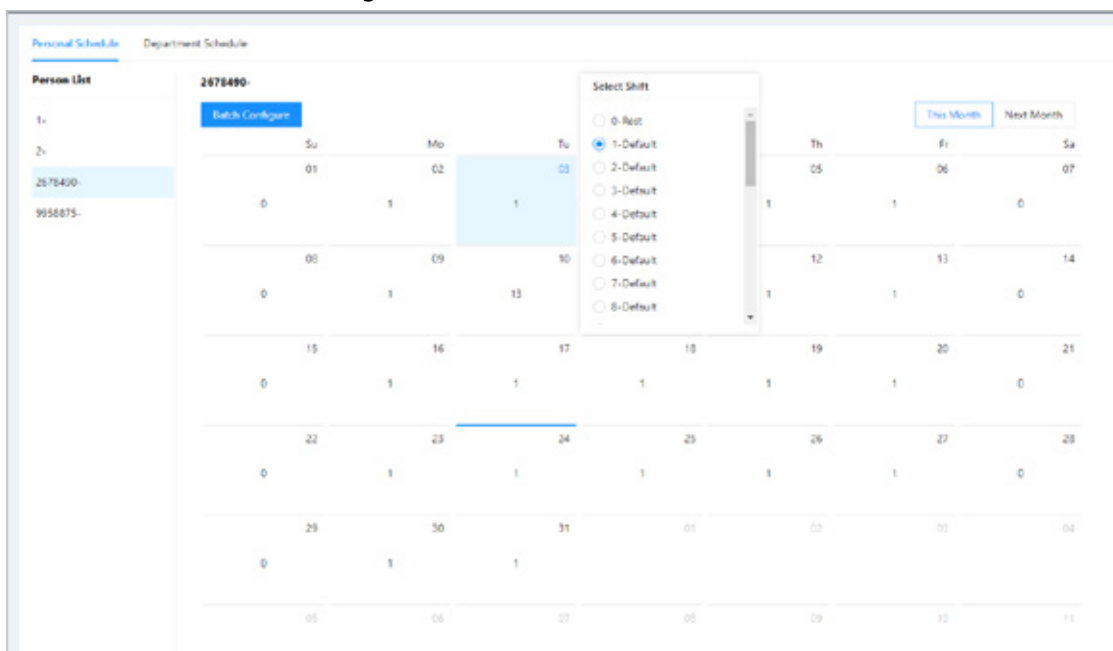 Personal Schedule Department Schedule
Person List
1-
2-
2678490-
9958875-
2678490-
Batch Configure
This Month Next Month
Select Shift
0-Rest
1-Default
2-Default
3-Default
4-Default
5-Default
6-Default
7-Default
8-Default
Su Mo Tu Th Fr Sa
01 02 03 05 06 07
0 1 1 1 1 0
08 09 10 12 13 14
0 1 13 1 1 0
15 16 17 18 19 20 21
0 1 1 1 1 1 0
22 23 24 25 26 27 28
0 1 1 1 1 1 0
29 30 31 01 02 03 04
0 1 1
05 06 07 08 09 10 11